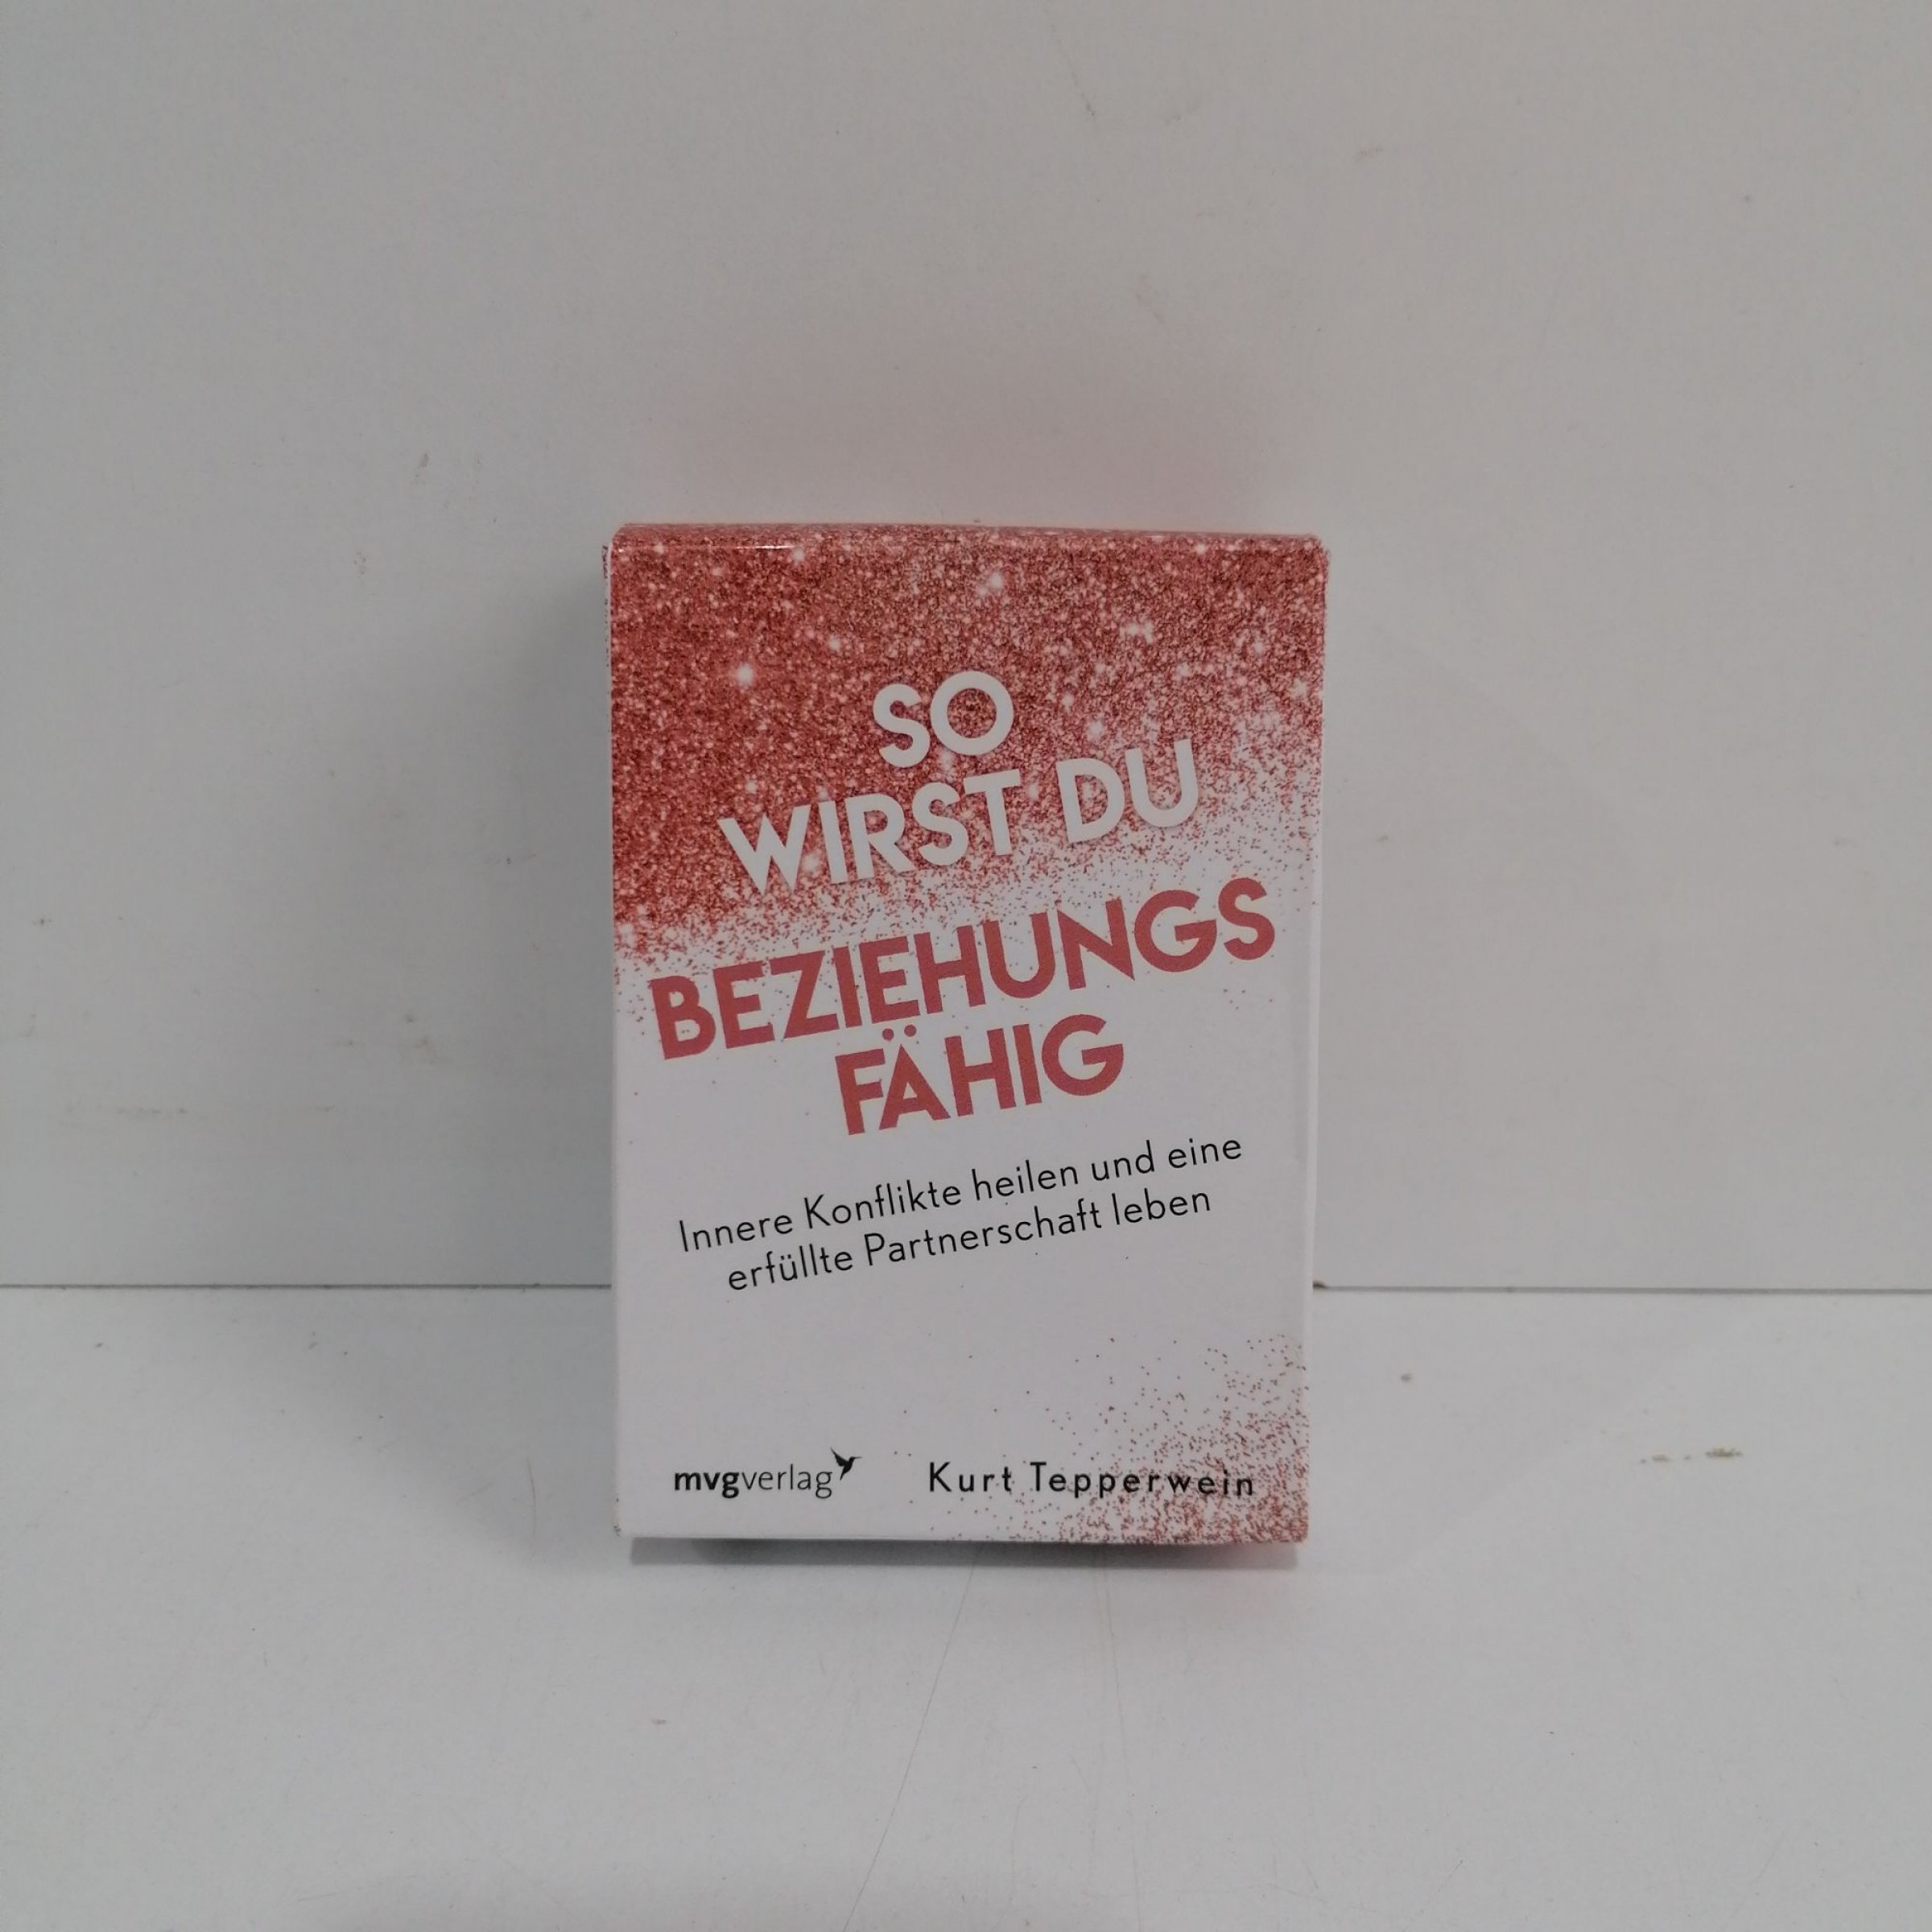 SO
WIRST DU
BEZIEHUNGS
FÄHIG
Innere Konflikte heilen und eine
erfüllte Partnerschaft leben
mvgverlag
Kurt Tepperwein